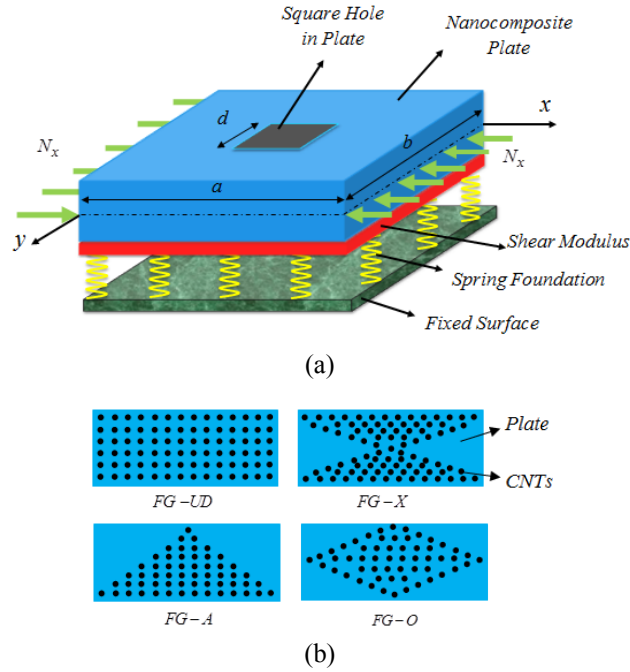 Square Hole
in Plate
Nanocomposite
Plate
x
d
b
N_x
N_x
a
y
Shear Modulus
Spring Foundation
Fixed Surface
(a)
Plate
CNTs
FG-UD
FG-X
FG-A
FG-O
(b)